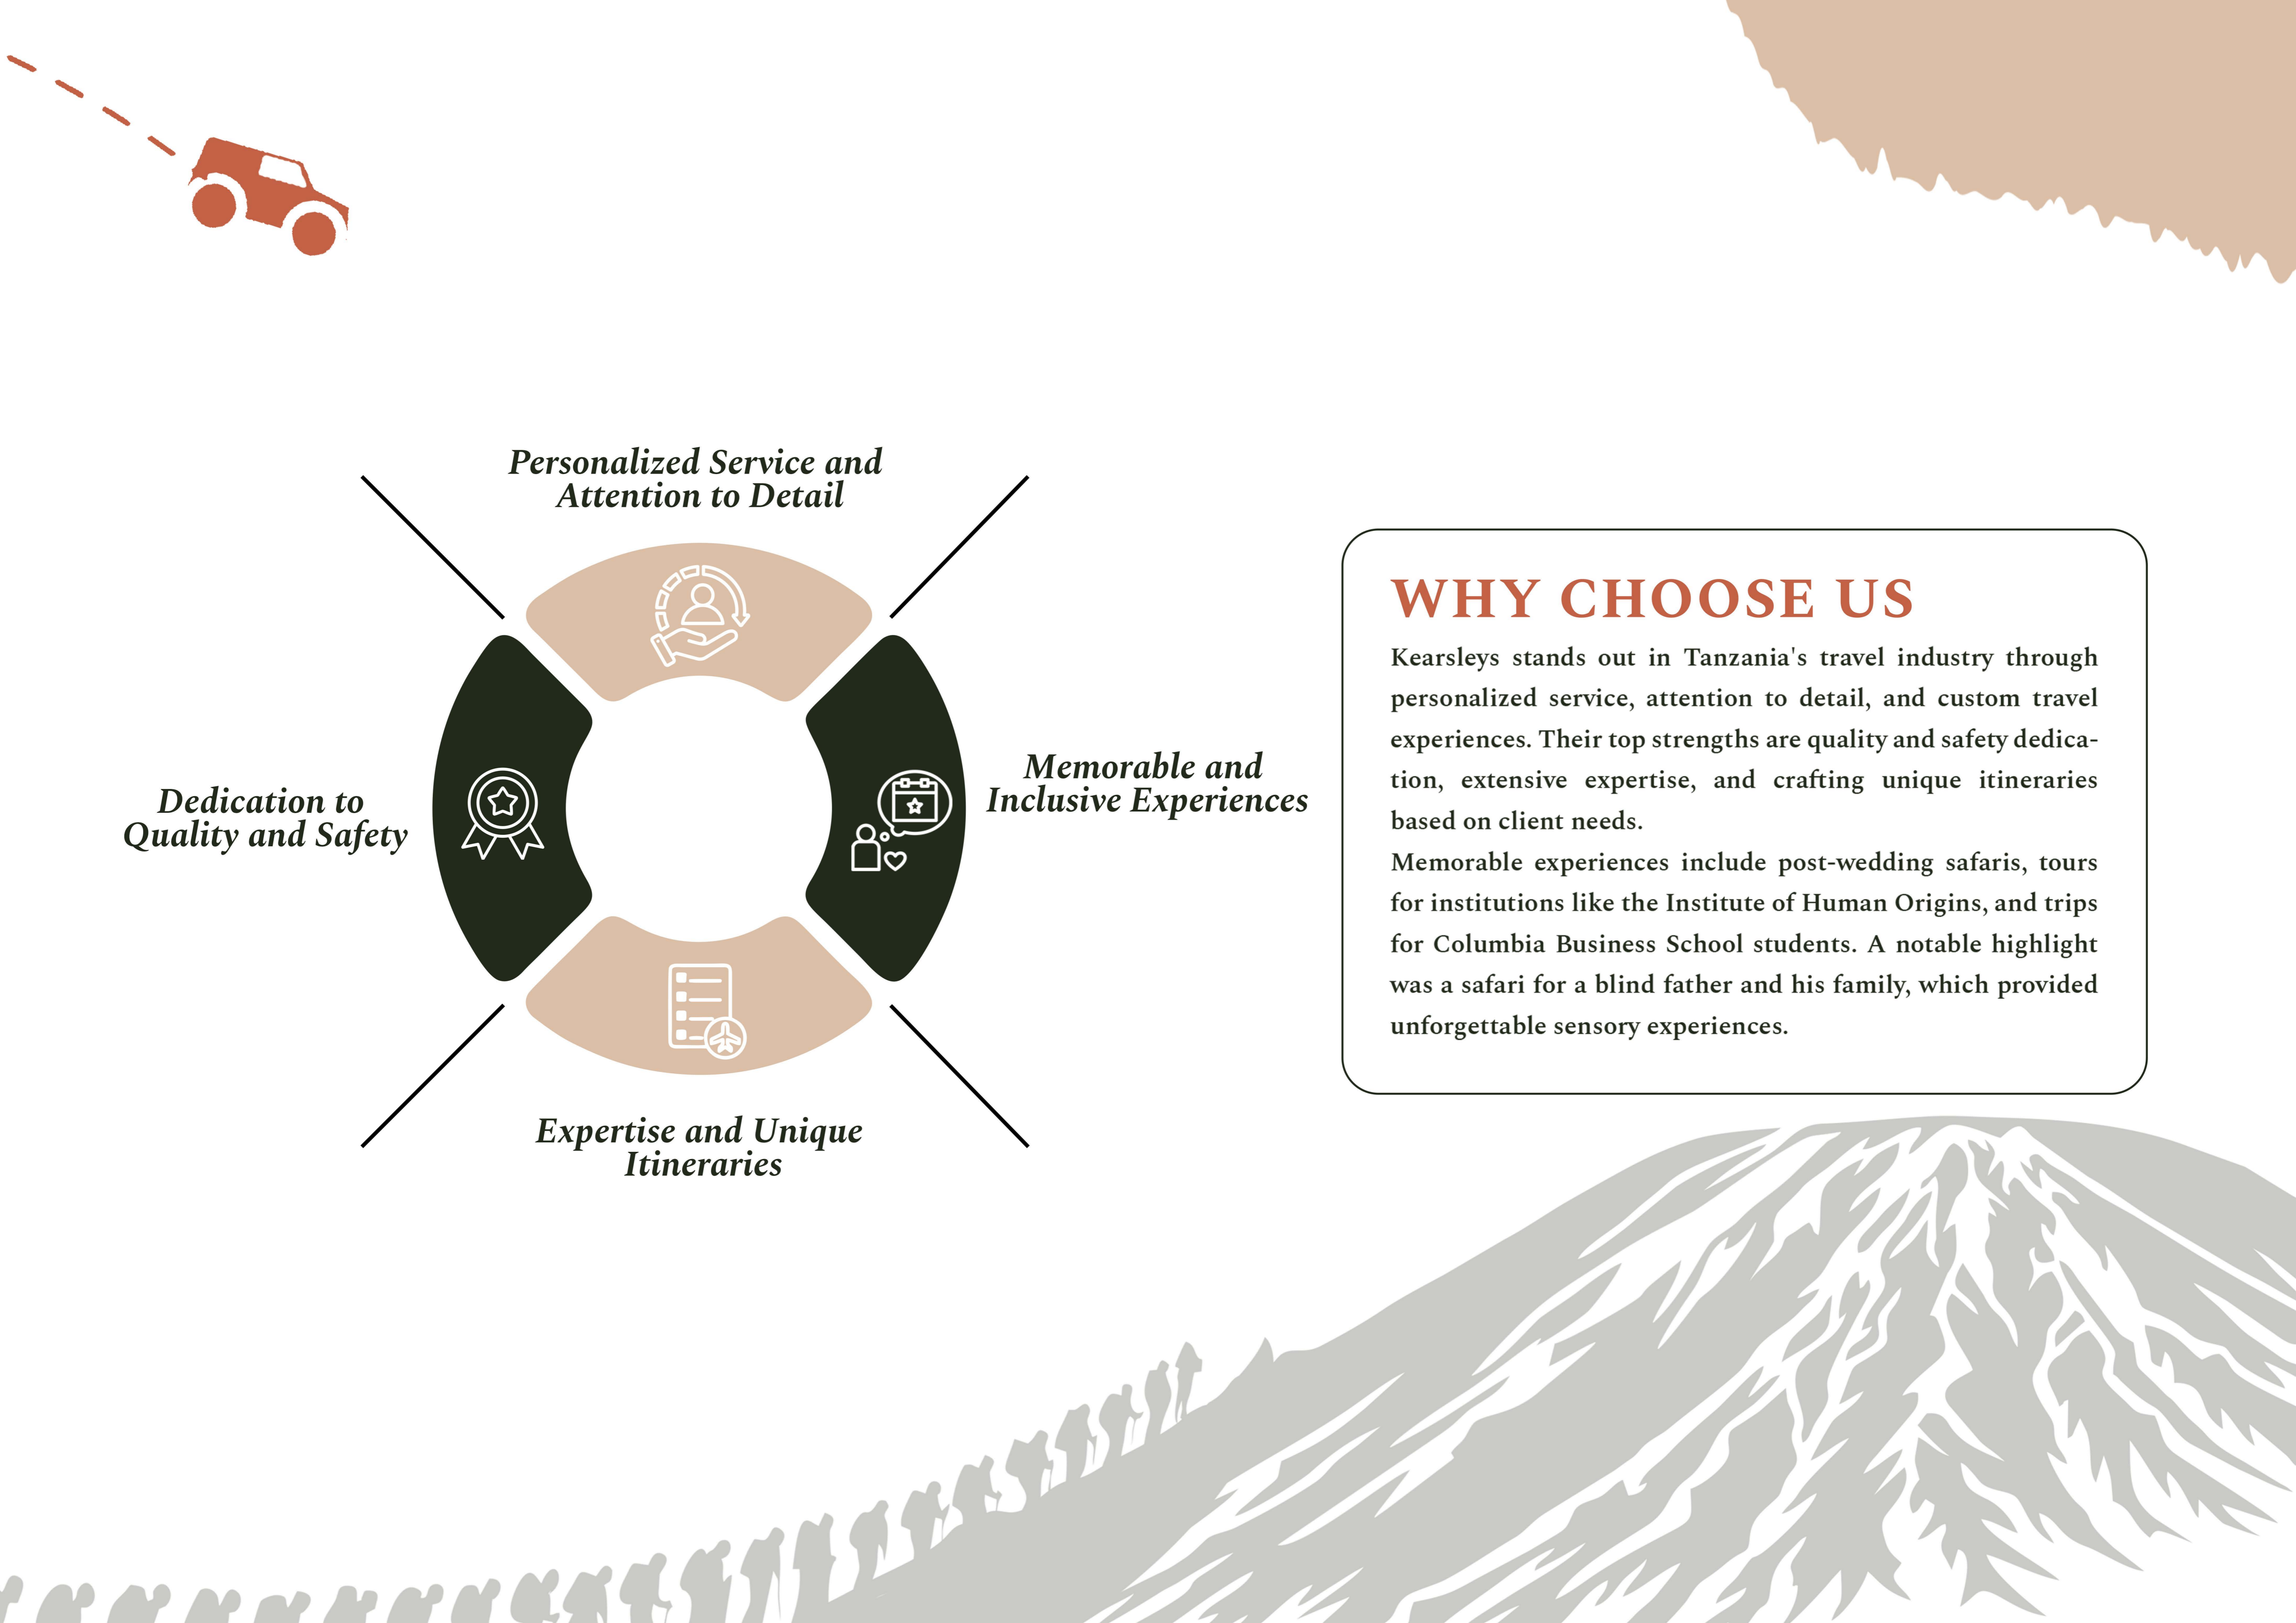 Personalized Service and
Attention to Detail
Dedication to
Quality and Safety
Memorable and
Inclusive Experiences
Expertise and Unique
Itineraries
WHY CHOOSE US
Kearsleys stands out in Tanzania's travel industry through
personalized service, attention to detail, and custom travel
experiences. Their top strengths are quality and safety dedica-
tion, extensive expertise, and crafting unique itineraries
based on client needs.
Memorable experiences include post-wedding safaris, tours
for institutions like the Institute of Human Origins, and trips
for Columbia Business School students. A notable highlight
was a safari for a blind father and his family, which provided
unforgettable sensory experiences.